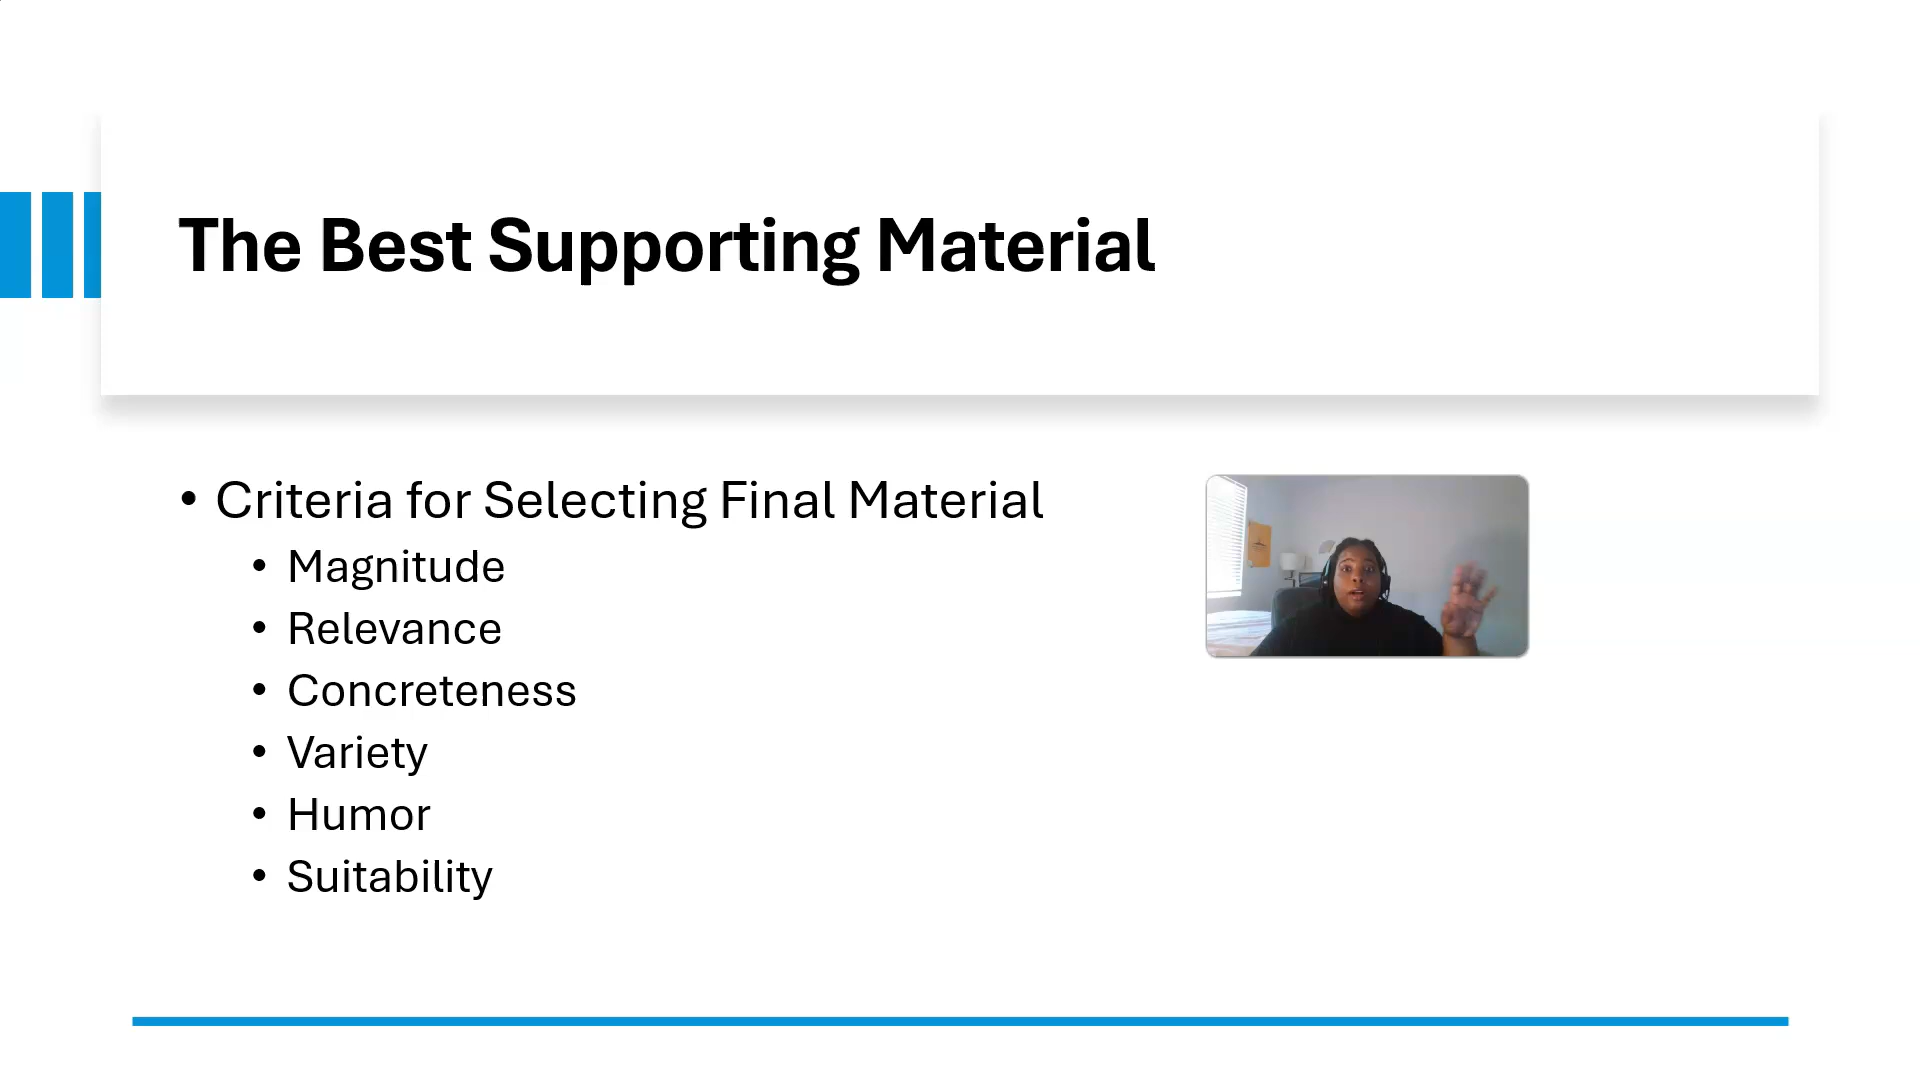 The Best Supporting Material
• Criteria for Selecting Final Material
• Magnitude
• Relevance
• Concreteness
• Variety
• Humor
• Suitability